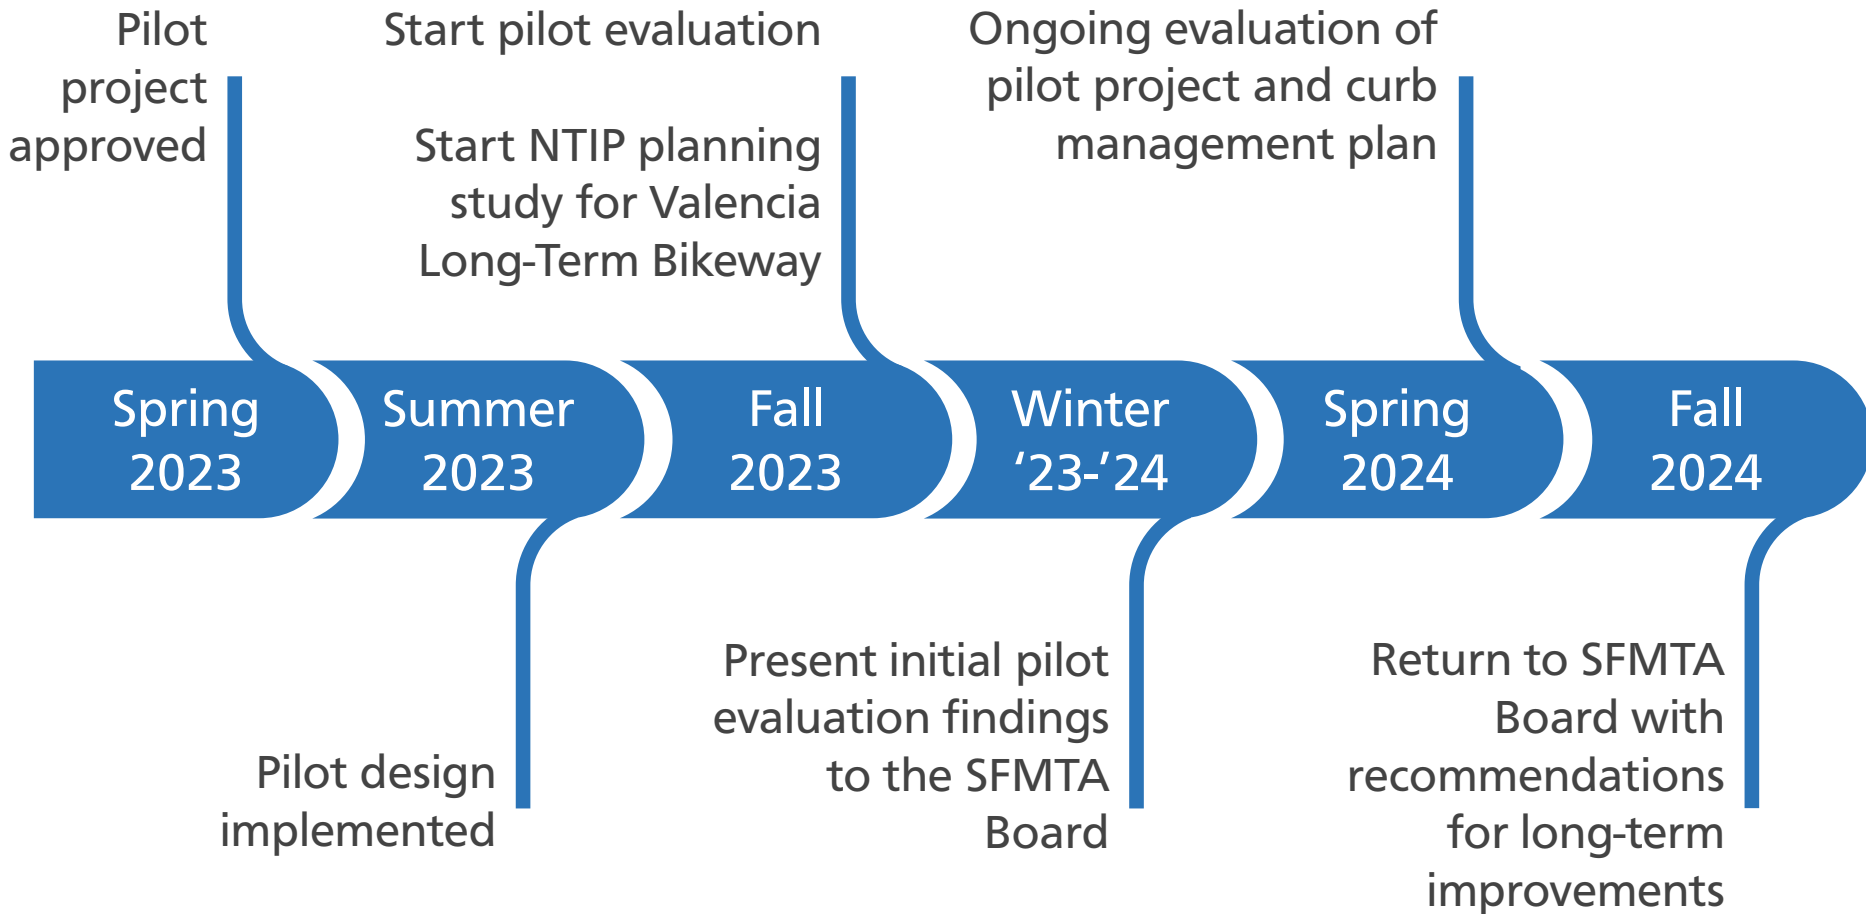 Pilot
project
approved
Start pilot evaluation
Start NTIP planning
study for Valencia
Long-Term Bikeway
Ongoing evaluation of
pilot project and curb
management plan
Spring
2023
Summer
2023
Fall
2023
Winter
‘23-’24
Spring
2024
Fall
2024
Pilot design
implemented
Present initial pilot
evaluation findings
to the SFMTA
Board
Return to SFMTA
Board with
recommendations
for long-term
improvements